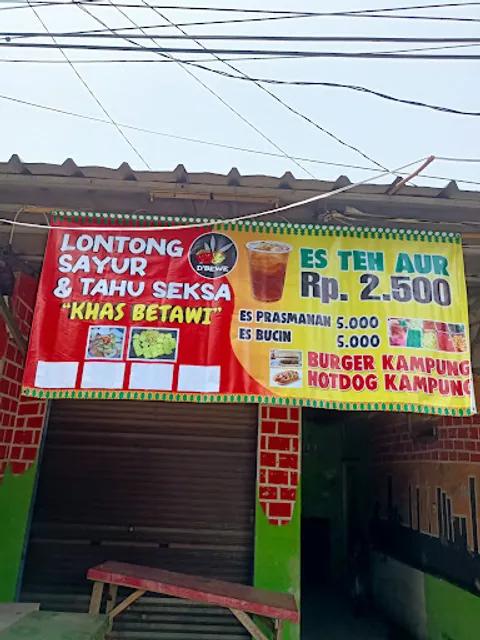 LONTONG
SAYUR
& TAHU SEKSA
"KHAS BETAWI"
D'BEWE
ES TEH AUR
Rp. 2.500
ES PRASMANAN 5.000
ES BUCIN 5.000
BURGER KAMPUNG
HOTDOG KAMPUNG